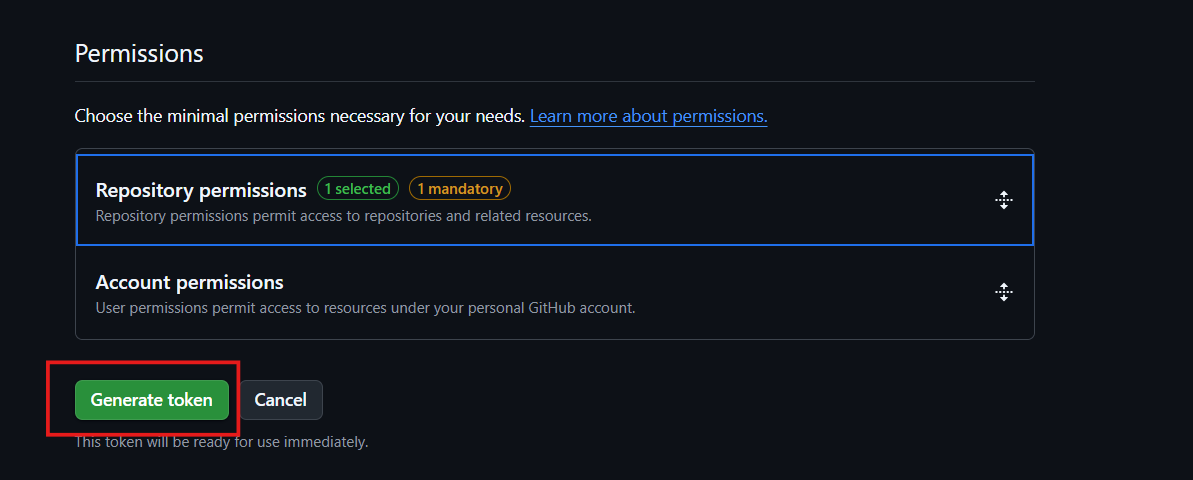 Permissions
Choose the minimal permissions necessary for your needs. Learn more about permissions.
Repository permissions 1 selected 1 mandatory
Repository permissions permit access to repositories and related resources.
Account permissions
User permissions permit access to resources under your personal GitHub account.
Generate token Cancel
This token will be ready for use immediately.